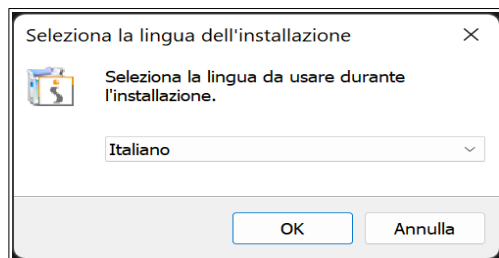 Seleziona la lingua dell'installazione
Seleziona la lingua da usare durante
l'installazione.
Italiano
OK
Annulla